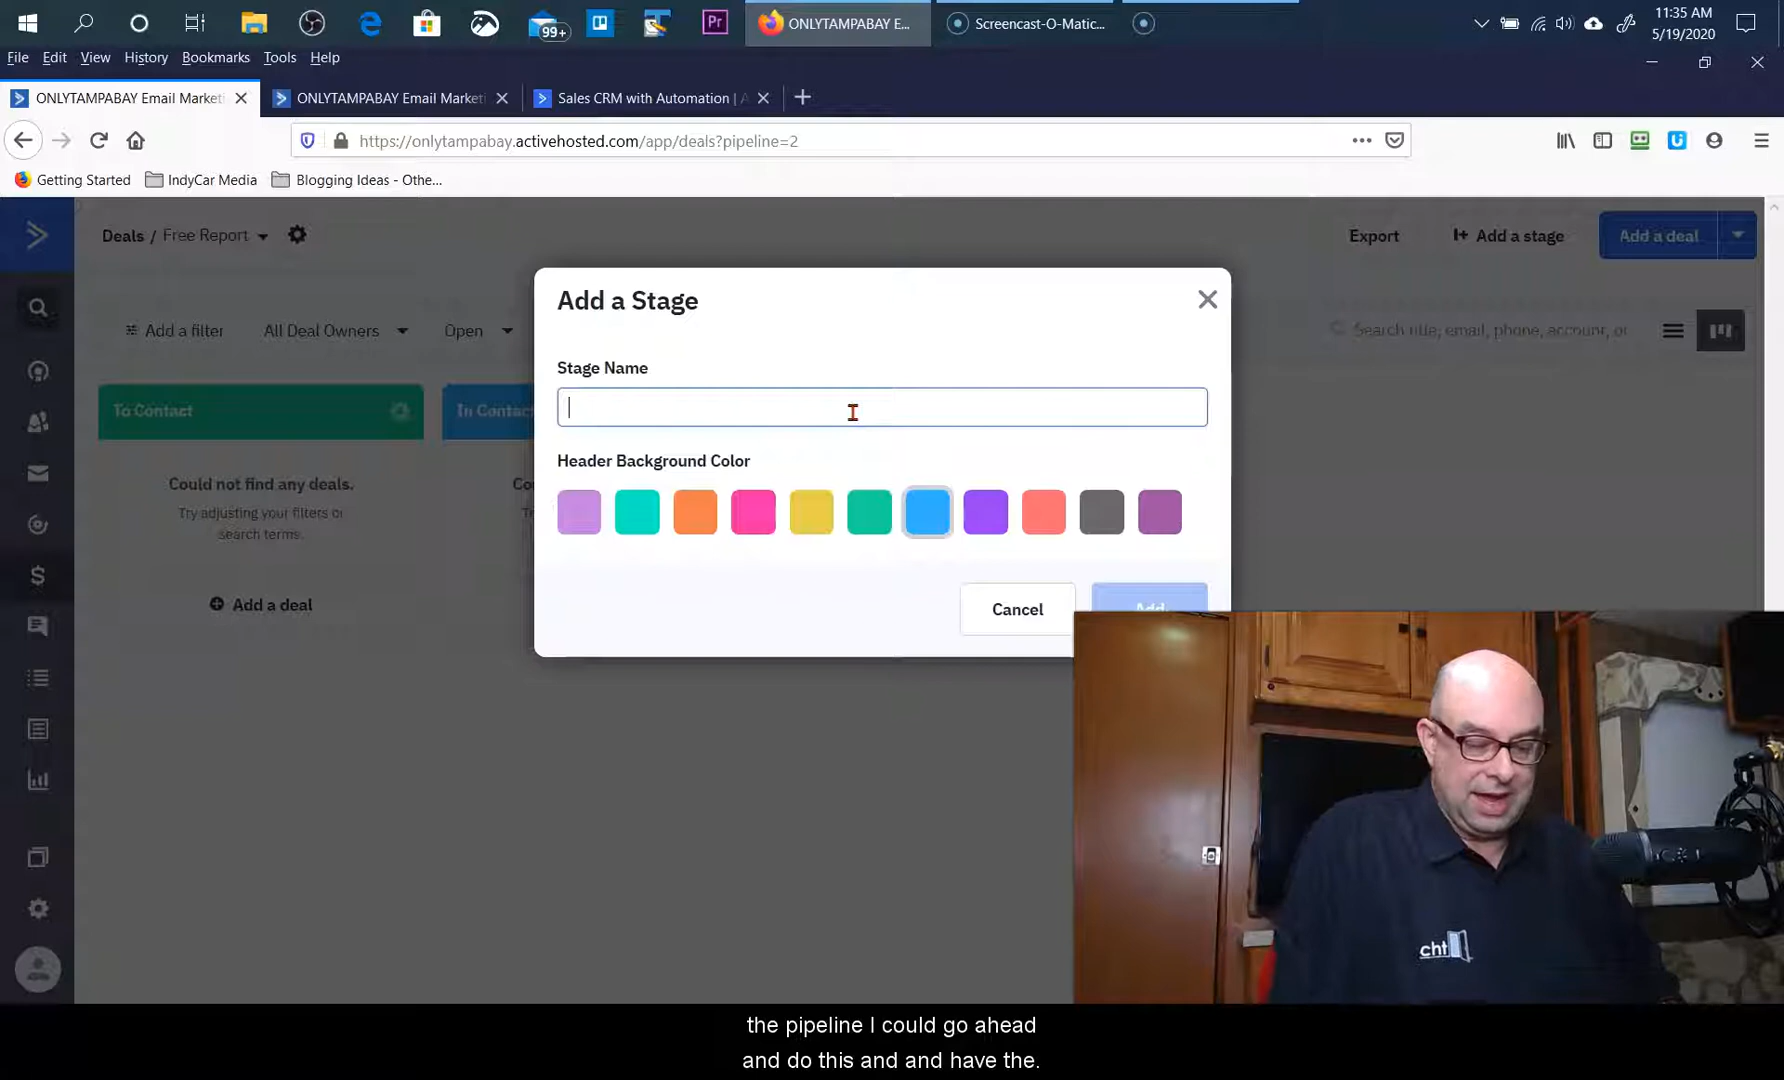 99+
Pr
ONLYTAMPABAY E...
Screencast-O-Matic...
11:35 AM
5/19/2020
File Edit View History Bookmarks Tools Help
ONLYTAMPABAY Email Marketi
ONLYTAMPABAY Email Marketi
Sales CRM with Automation | A
https://onlytampabay.activehosted.com/app/deals?pipeline=2
Getting Started
IndyCar Media
Blogging Ideas - Othe...
Deals / Free Report
Export
Add a stage
Add a deal
Add a filter
All Deal Owners
Open
Search title, email, phone, account, or
To Contact
In Contact
Could not find any deals.
Try adjusting your filters or
search terms.
Add a deal
Add a Stage
Stage Name
Header Background Color
Cancel
Add
cht
the pipeline I could go ahead
and do this and and have the.